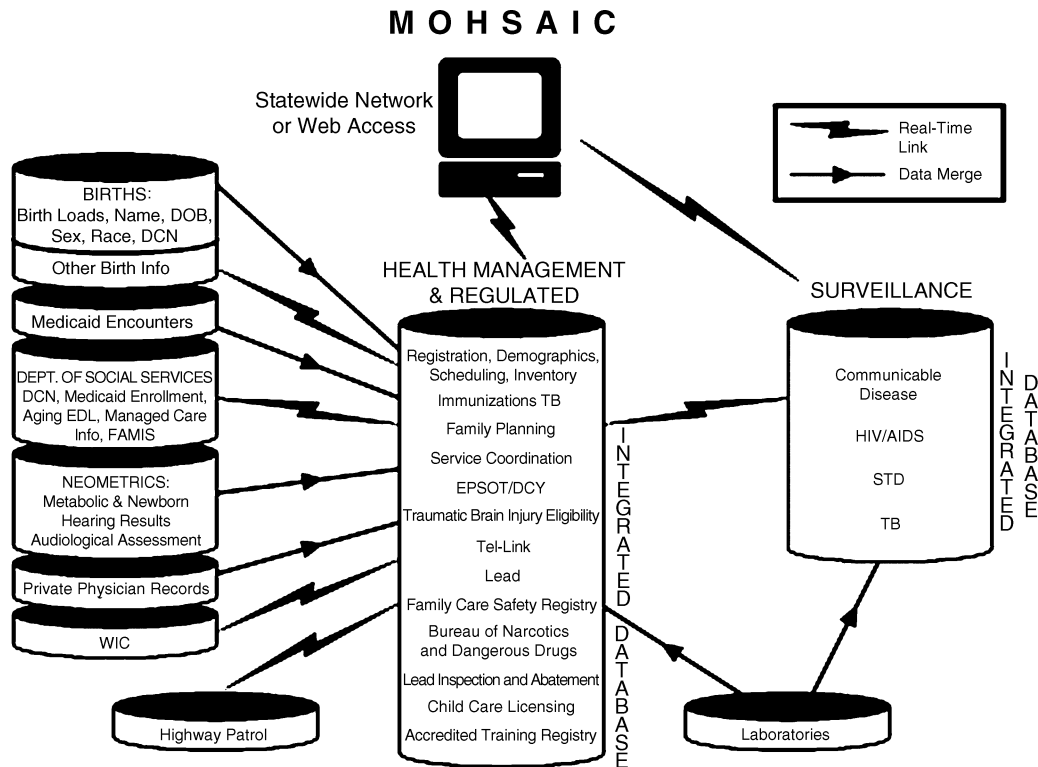 MOHSAIC
Statewide Network
or Web Access
Real-Time
Link
Data Merge
BIRTHS:
Birth Loads, Name, DOB,
Sex, Race, DCN
Other Birth Info
Medicaid Encounters
DEPT. OF SOCIAL SERVICES
DCN, Medicaid Enrollment,
Aging EDL, Managed Care
Info, FAMIS
NEOMETRICS:
Metabolic & Newborn
Hearing Results
Audiological Assessment
Private Physician Records
WIC
Highway Patrol
HEALTH MANAGEMENT
& REGULATED
Registration, Demographics,
Scheduling, Inventory
Immunizations TB
Family Planning
Service Coordination
EPSOT/DCY
Traumatic Brain Injury Eligibility
Tel-Link
Lead
Family Care Safety Registry
Bureau of Narcotics
and Dangerous Drugs
Lead Inspection and Abatement
Child Care Licensing
Accredited Training Registry
INTEGRATED DATABASE
SURVEILLANCE
Communicable
Disease
HIV/AIDS
STD
TB
INTEGRATED
DATABASE
Laboratories